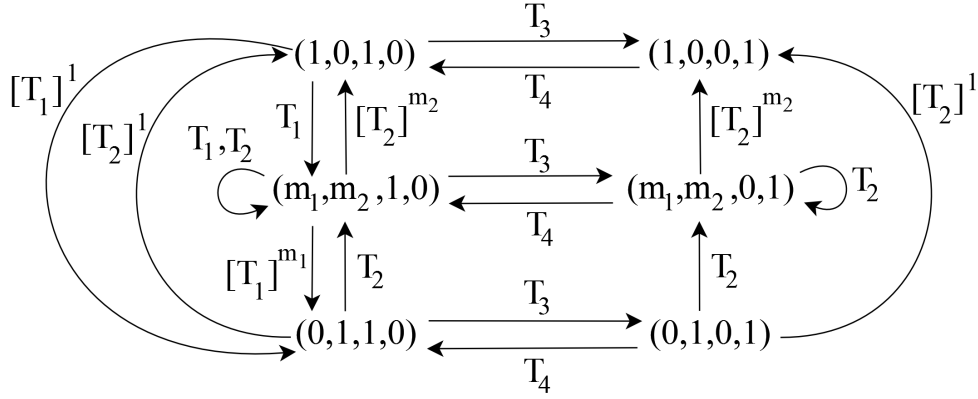 T₃
(1,0,1,0) (1,0,0,1)
T₄
[T₁]¹ [T₂]¹ T₁ [T₂]^m₂ [T₂]^m₂ [T₂]¹
T₁,T₂ T₃
(m₁,m₂,1,0) (m₁,m₂,0,1) T₂
T₄
[T₁]^m₁ T₂ T₂
T₃
(0,1,1,0) (0,1,0,1)
T₄